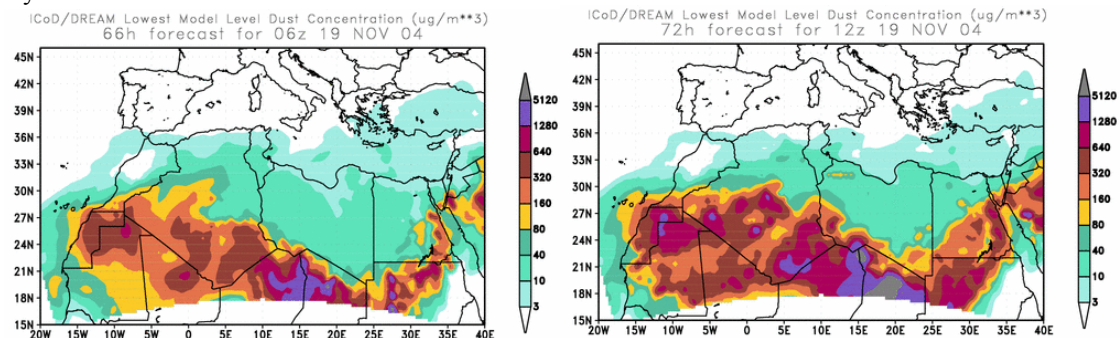 ICoD/DREAM Lowest Model Level Dust Concentration (ug/m**3)
66h forecast for 06z 19 NOV 04
45N
42N
39N
36N
33N
30N
27N
24N
21N
18N
15N
20W 15W 10W 5W 0 5E 10E 15E 20E 25E 30E 35E 40E
5120
1280
640
320
160
80
40
10
3
ICoD/DREAM Lowest Model Level Dust Concentration (ug/m**3)
72h forecast for 12z 19 NOV 04
45N
42N
39N
36N
33N
30N
27N
24N
21N
18N
15N
20W 15W 10W 5W 0 5E 10E 15E 20E 25E 30E 35E 40E
5120
1280
640
320
160
80
40
10
3